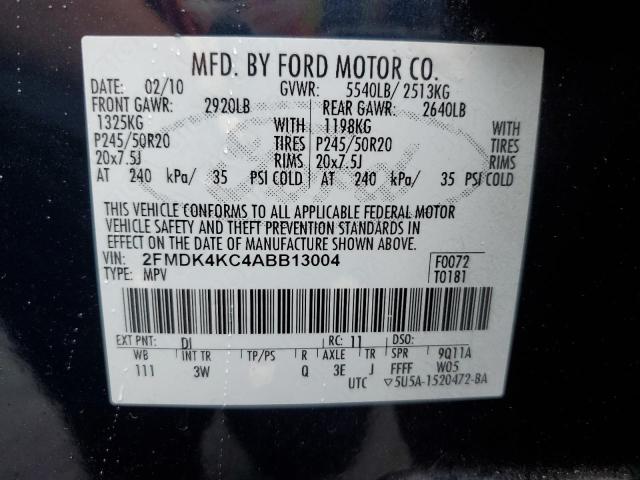 MFD. BY FORD MOTOR CO.
DATE: 02/10 GVWR: 5540LB/ 2513KG
FRONT GAWR: 2920LB REAR GAWR: 2640LB
1325KG WITH 1198KG WITH
P245/50R20 TIRES P245/50R20 TIRES
20x7.5J RIMS 20x7.5J RIMS
AT 240 kPa/ 35 PSI COLD AT 240 kPa/ 35 PSI COLD
THIS VEHICLE CONFORMS TO ALL APPLICABLE FEDERAL MOTOR
VEHICLE SAFETY AND THEFT PREVENTION STANDARDS IN
EFFECT ON THE DATE OF MANUFACTURE SHOWN ABOVE.
VIN: 2FMDK4KC4ABB13004 F0072
TYPE: MPV T0181
EXT PNT: DI RC: 11 DSO:
WB INT TR TP/PS R AXLE TR SPR 9Q11A
111 3W Q 3E J FFFF W05
UTC ▽5U5A-1520472-BA